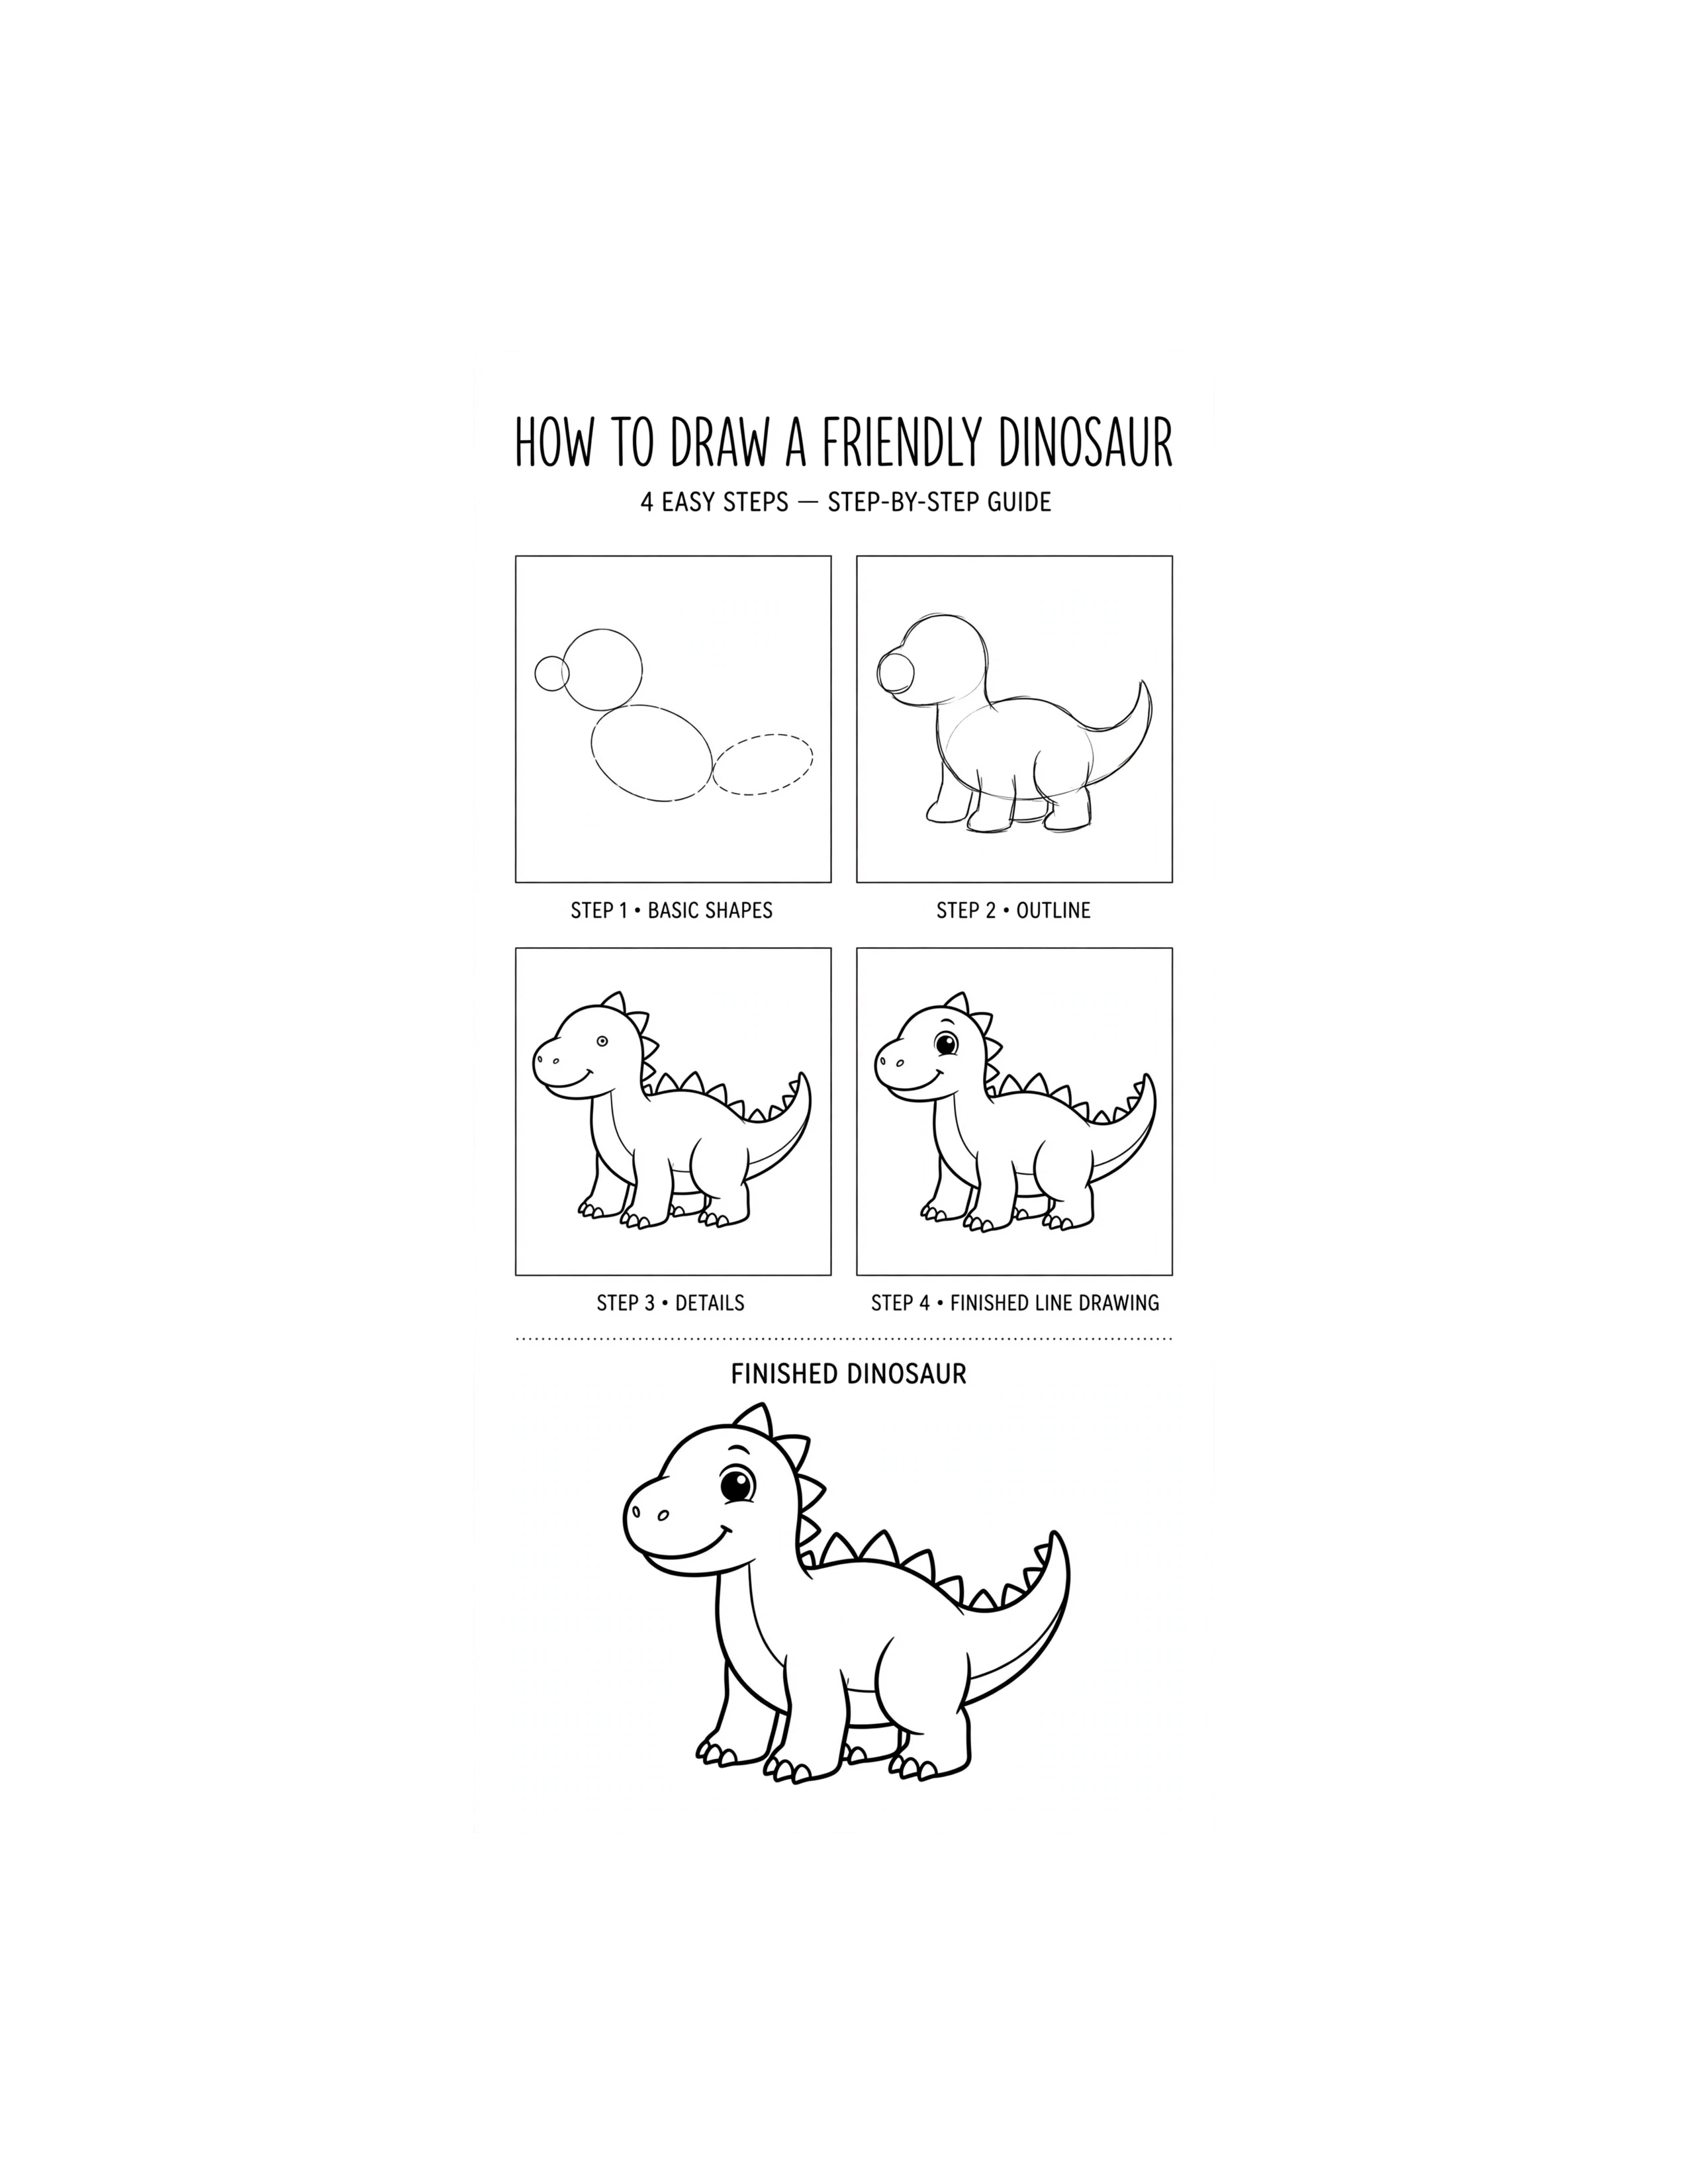 HOW TO DRAW A FRIENDLY DINOSAUR
4 EASY STEPS — STEP-BY-STEP GUIDE
STEP 1 • BASIC SHAPES
STEP 2 • OUTLINE
STEP 3 • DETAILS
STEP 4 • FINISHED LINE DRAWING
FINISHED DINOSAUR